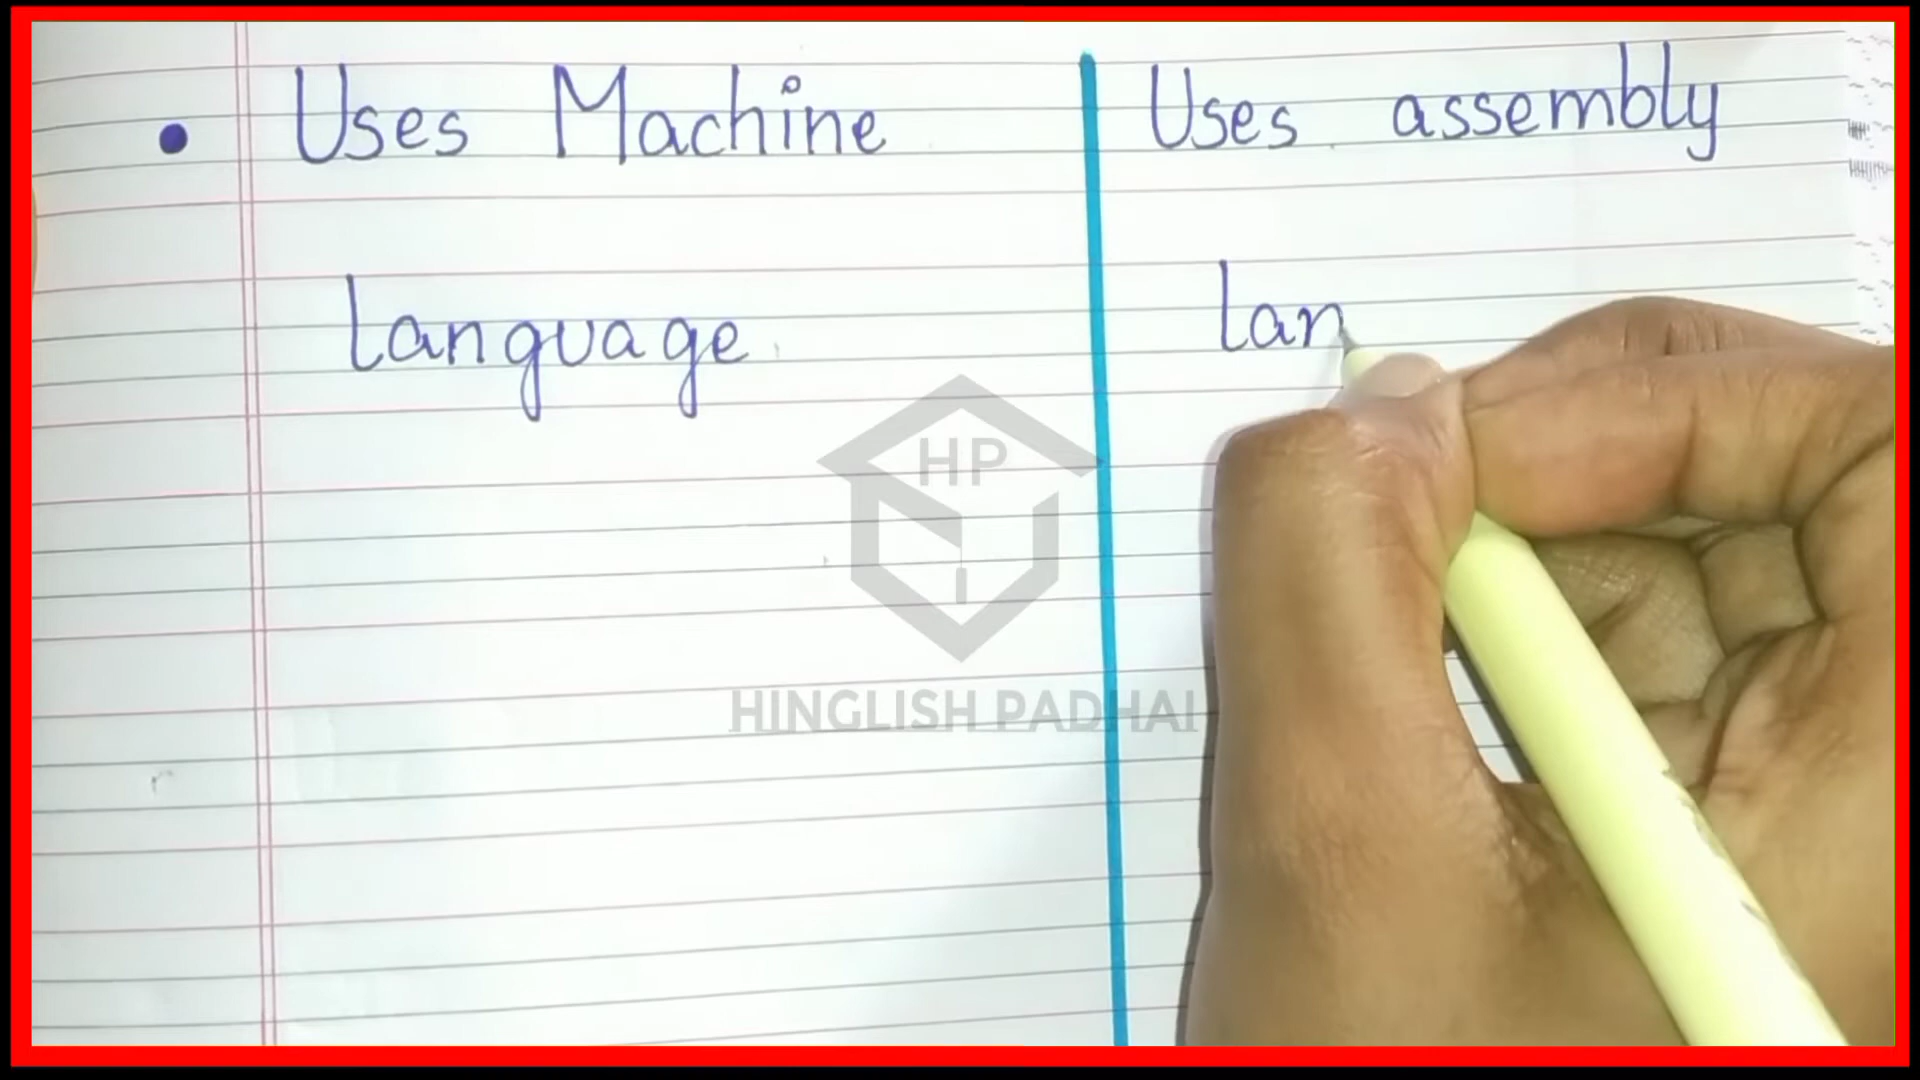 Uses Machine
language
Uses assembly
lan
HP
HINGLISH PADHAI